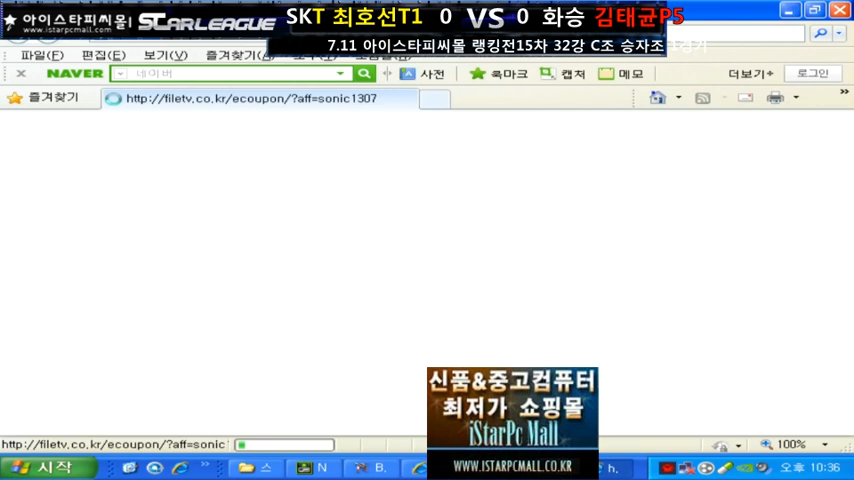 아이스타피씨몰 STARLEAGUE SKT 최호선T1 0 VS 0 화승 김태균P5
www.istarpcmall.com
7.11 아이스타피씨몰 랭킹전15차 32강 C조 승자조 1경기
파일(F) 편집(E) 보기(V) 즐겨찾기(A)
NAVER 네이버 사전 북마크 캡처 메모 더보기 로그인
즐겨찾기 http://filetv.co.kr/ecoupon/?aff=sonic1307
신품&중고컴퓨터
최저가 쇼핑몰
iStarPc Mall
WWW.ISTARPCMALL.CO.KR
http://filetv.co.kr/ecoupon/?aff=sonic 100%
시작 스 N B. h. 오후 10:36